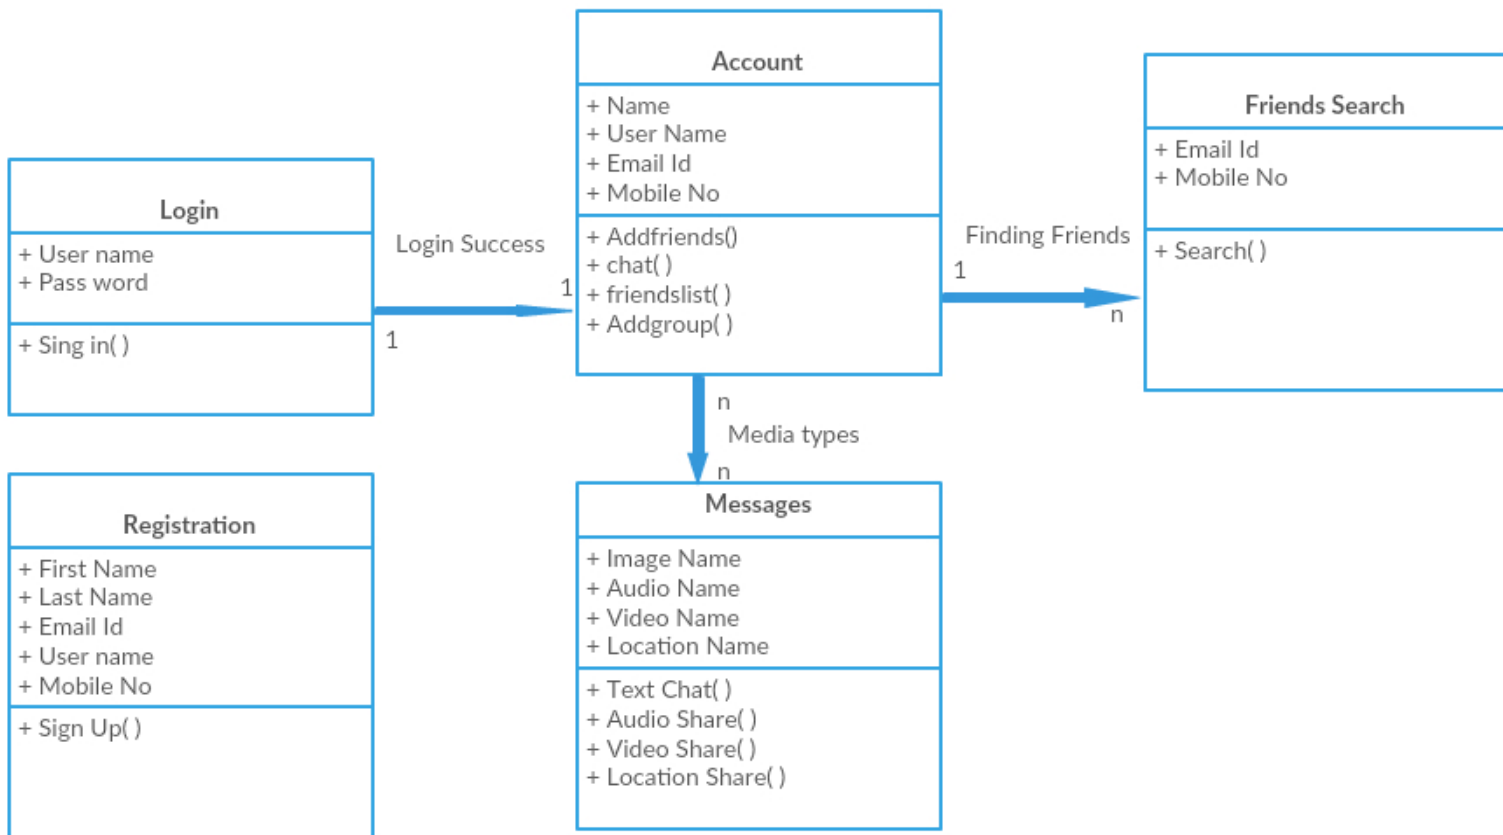 Account
+ Name
+ User Name
+ Email Id
+ Mobile No
+ Addfriends()
+ chat( )
+ friendslist( )
+ Addgroup( )
Friends Search
+ Email Id
+ Mobile No
+ Search( )
Login
+ User name
+ Pass word
+ Sing in( )
Login Success
1
1
Finding Friends
1
n
n
Media types
n
Registration
+ First Name
+ Last Name
+ Email Id
+ User name
+ Mobile No
+ Sign Up( )
Messages
+ Image Name
+ Audio Name
+ Video Name
+ Location Name
+ Text Chat( )
+ Audio Share( )
+ Video Share( )
+ Location Share( )